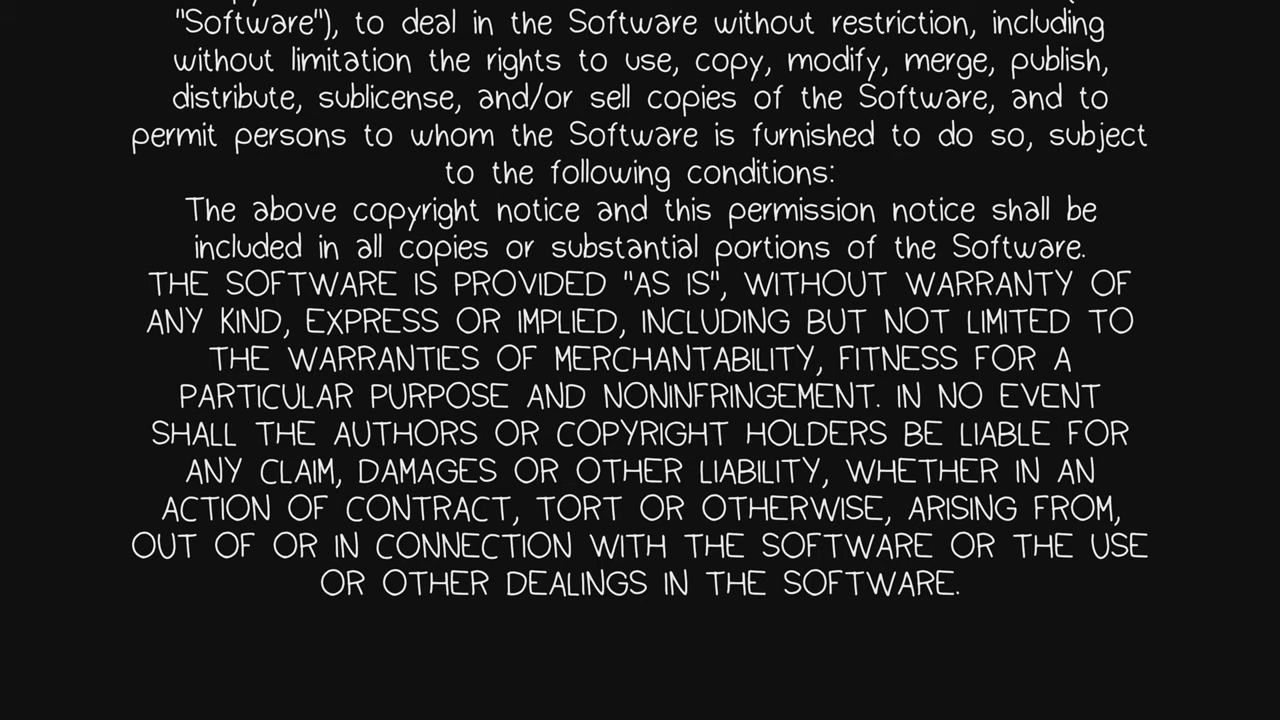 "Software"), to deal in the Software without restriction, including
without limitation the rights to use, copy, modify, merge, publish,
distribute, sublicense, and/or sell copies of the Software, and to
permit persons to whom the Software is furnished to do so, subject
to the following conditions:
The above copyright notice and this permission notice shall be
included in all copies or substantial portions of the Software.
THE SOFTWARE IS PROVIDED "AS IS", WITHOUT WARRANTY OF
ANY KIND, EXPRESS OR IMPLIED, INCLUDING BUT NOT LIMITED TO
THE WARRANTIES OF MERCHANTABILITY, FITNESS FOR A
PARTICULAR PURPOSE AND NONINFRINGEMENT. IN NO EVENT
SHALL THE AUTHORS OR COPYRIGHT HOLDERS BE LIABLE FOR
ANY CLAIM, DAMAGES OR OTHER LIABILITY, WHETHER IN AN
ACTION OF CONTRACT, TORT OR OTHERWISE, ARISING FROM,
OUT OF OR IN CONNECTION WITH THE SOFTWARE OR THE USE
OR OTHER DEALINGS IN THE SOFTWARE.